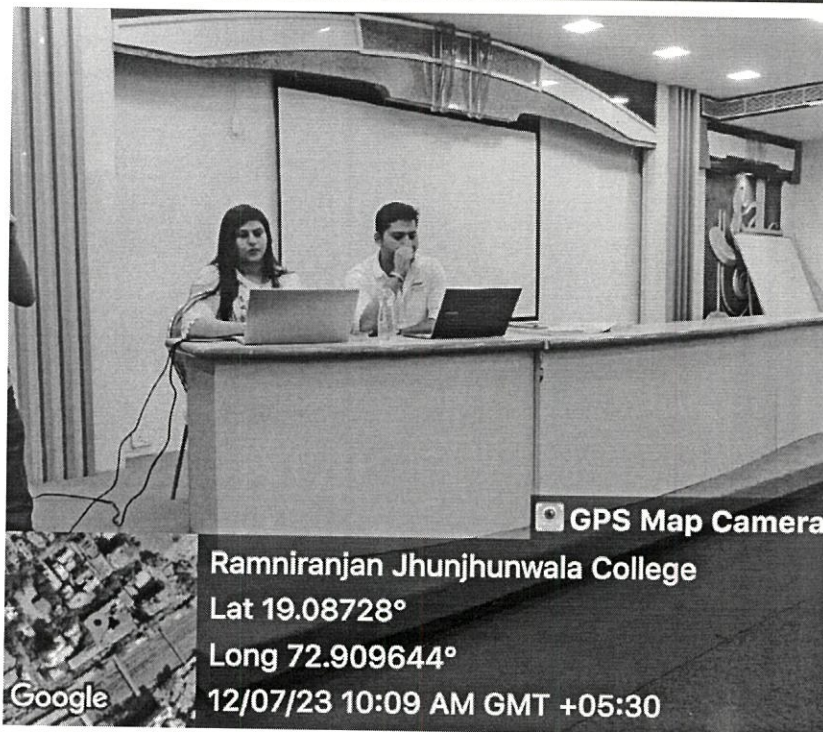 GPS Map Camera
Ramniranjan Jhunjhunwala College
Lat 19.08728°
Long 72.909644°
12/07/23 10:09 AM GMT +05:30
Google